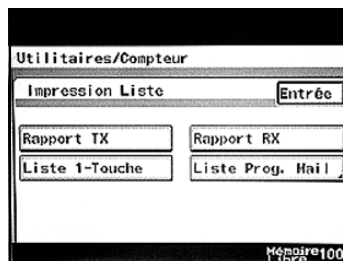 Utilitaires/Compteur
Impression Liste
Entrée
Rapport TX
Rapport RX
Liste 1-Touche
Liste Prog. Mail
Mémoire
Libre 100